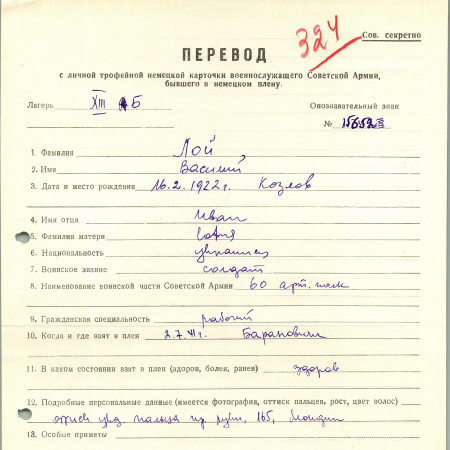 324
Сов. секретно
ПЕРЕВОД
с личной трофейной немецкой карточки военнослужащего Советской Армии,
бывшего в немецком плену.
Лагерь XIII Б
Опознавательный знак
№
1. Фамилия Лой
2. Имя Василий
3. Дата и место рождения 16.2.1922г. Козлов
4. Имя отца Иван
5. Фамилия матери Софья
6. Национальность украинец
7. Воинское звание солдат
8. Наименование воинской части Советской Армии 60 арт. полк
9. Гражданская специальность рабочий
10. Когда и где взят в плен 2.7.41г. Барановичи
11. В каком состоянии взят в плен (здоров, болен, ранен) здоров
12. Подробные персональные данные (имеется фотография, оттиск пальцев, рост, цвет волос)
оттиск указ пальца пр. руки, 165, блондин
13. Особые приметы